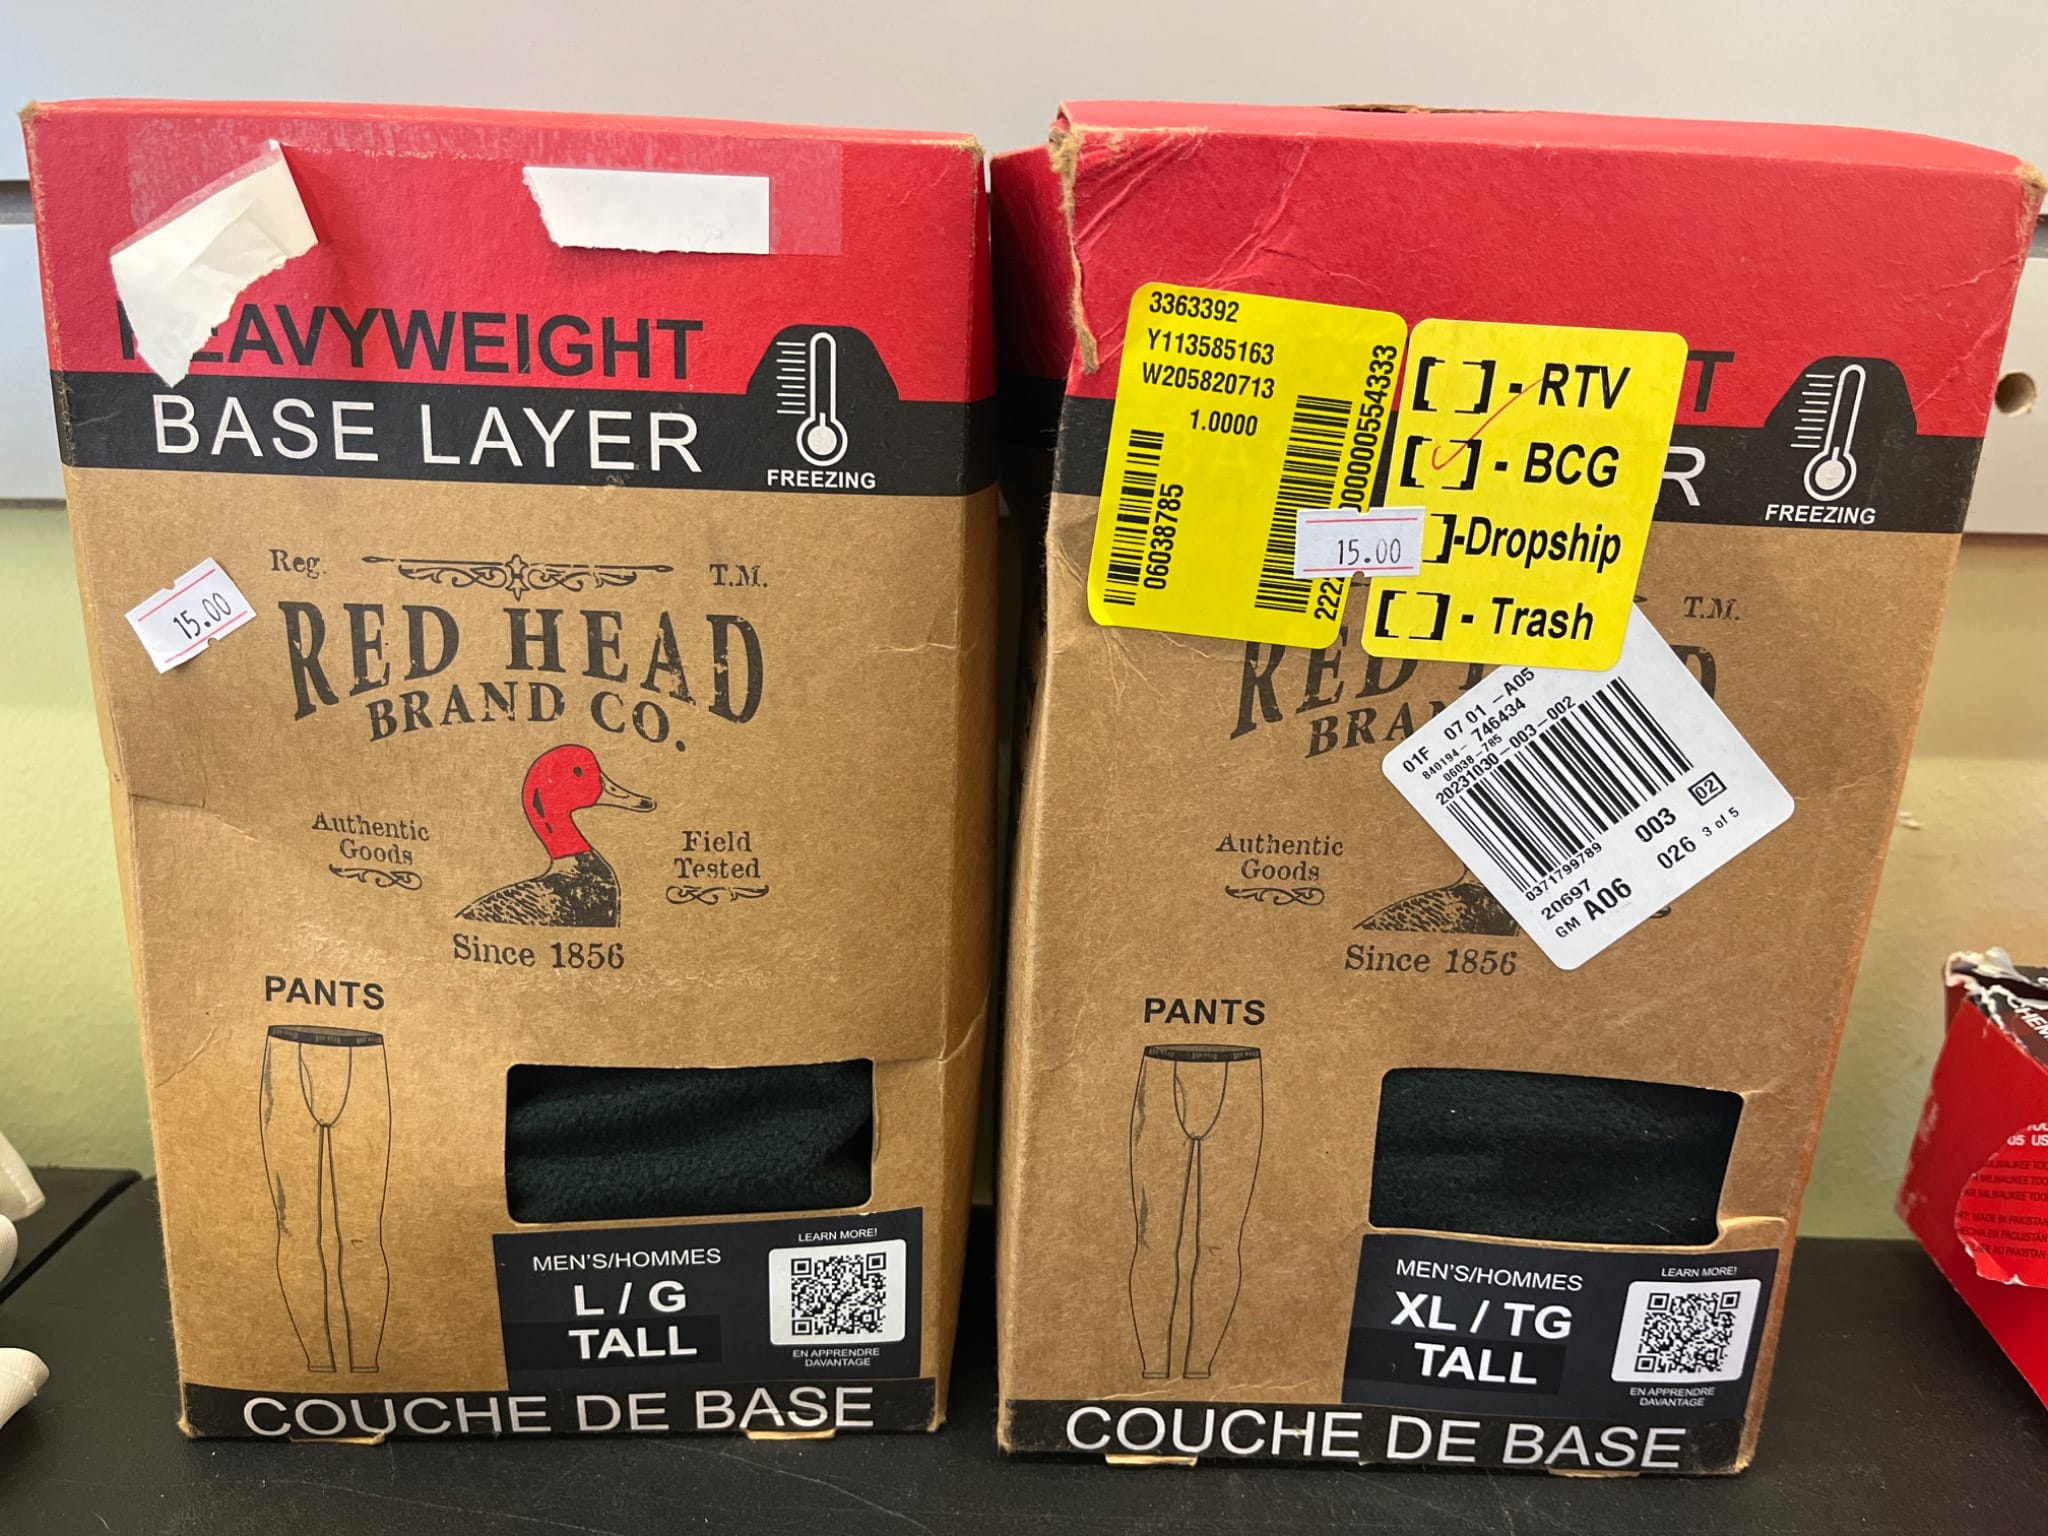 HEAVYWEIGHT
BASE LAYER
FREEZING
15.00
Reg.
T.M.
RED HEAD
BRAND CO.
Authentic
Goods
Field
Tested
Since 1856
PANTS
MEN'S/HOMMES
L / G
TALL
LEARN MORE!
EN APPRENDRE
DAVANTAGE
COUCHE DE BASE
3363392
Y113585163
W205820713
1.0000
06038785
[ ] - RTV
[ ] - BCG
]-Dropship
[ ] - Trash
15.00
T
R
FREEZING
T.M.
RED
BRA
01F 07 01 -A05
840194- 746434
06038-785
20231030-003-002
0371799789
003
02
20697
026
3 of 5
GM A06
Authentic
Goods
Since 1856
PANTS
MEN'S/HOMMES
XL / TG
TALL
LEARN MORE!
EN APPRENDRE
DAVANTAGE
COUCHE DE BASE